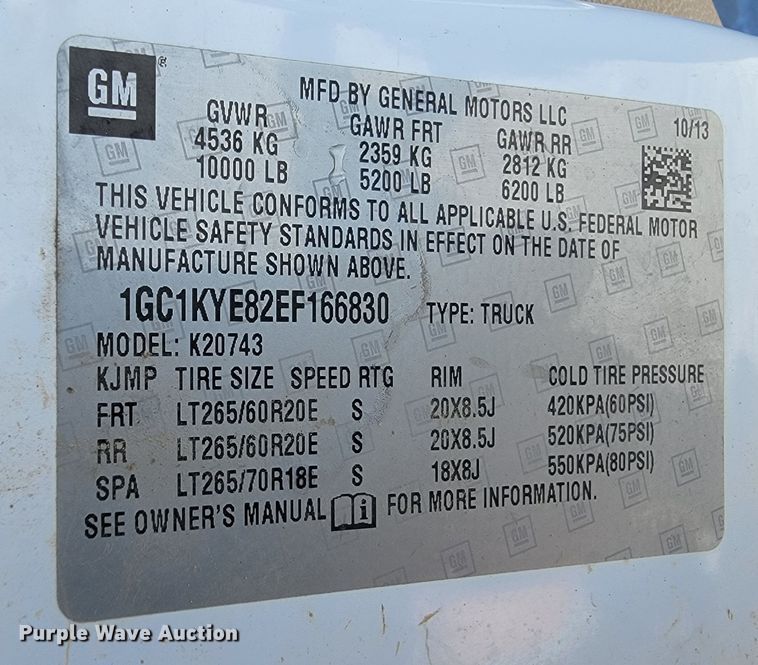 GM ®
MFD BY GENERAL MOTORS LLC
10/13
GVWR GAWR FRT GAWR RR
4536 KG 2359 KG 2812 KG
10000 LB 5200 LB 6200 LB
THIS VEHICLE CONFORMS TO ALL APPLICABLE U.S. FEDERAL MOTOR
VEHICLE SAFETY STANDARDS IN EFFECT ON THE DATE OF
MANUFACTURE SHOWN ABOVE.
1GC1KYE82EF166830 TYPE: TRUCK
MODEL: K20743
KJMP TIRE SIZE SPEED RTG RIM COLD TIRE PRESSURE
FRT LT265/60R20E S 20X8.5J 420KPA(60PSI)
RR LT265/60R20E S 20X8.5J 520KPA(75PSI)
SPA LT265/70R18E S 18X8J 550KPA(80PSI)
SEE OWNER'S MANUAL i FOR MORE INFORMATION.
Purple Wave Auction